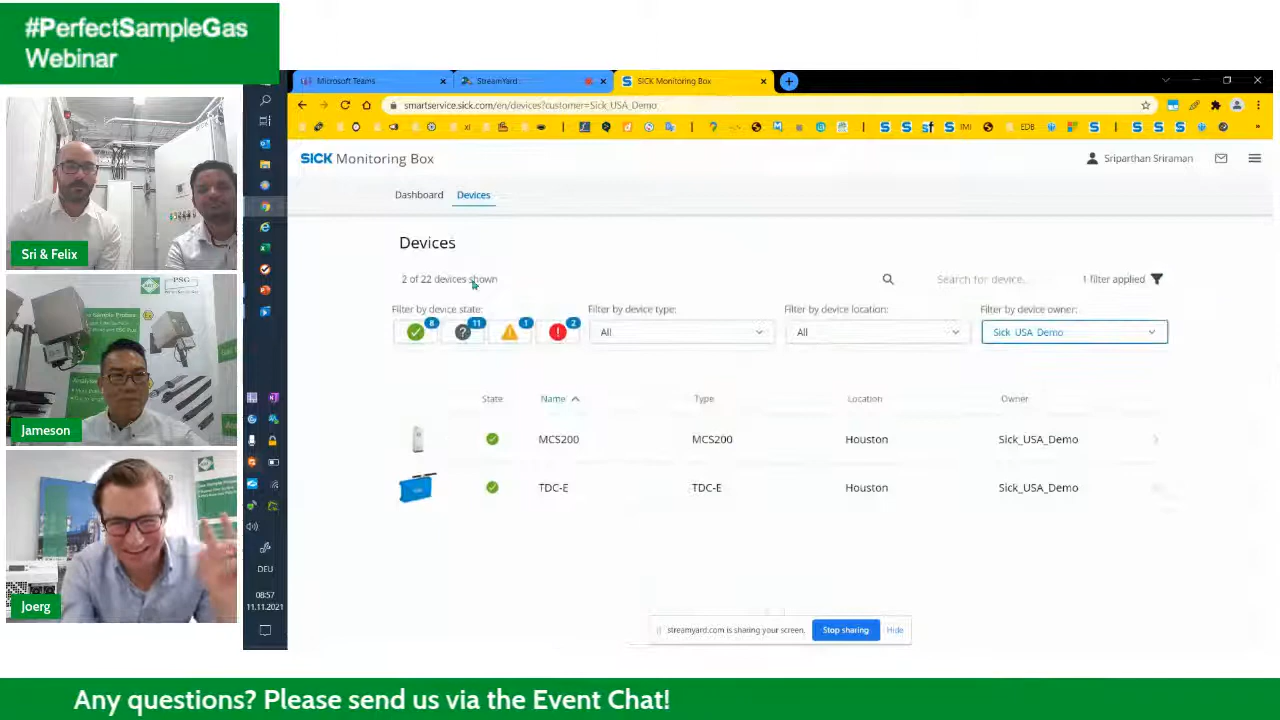 #PerfectSampleGas
Webinar
Microsoft Teams
StreamYard
SICK Monitoring Box
smartservice.sick.com/en/devices?customer=Sick_USA_Demo
IMI
EDB
SICK Monitoring Box
Sriparthan Sriraman
Dashboard
Devices
Devices
2 of 22 devices shown
Search for device...
1 filter applied
Filter by device state:
Filter by device type:
Filter by device location:
Filter by device owner:
8
11
1
2
All
All
Sick_USA_Demo
State
Name
Type
Location
Owner
MCS200
MCS200
Houston
Sick_USA_Demo
TDC-E
TDC-E
Houston
Sick_USA_Demo
streamyard.com is sharing your screen.
Stop sharing
Hide
DEU
08:57
11.11.2021
Sri & Felix
PSG
Jameson
Joerg
Any questions? Please send us via the Event Chat!